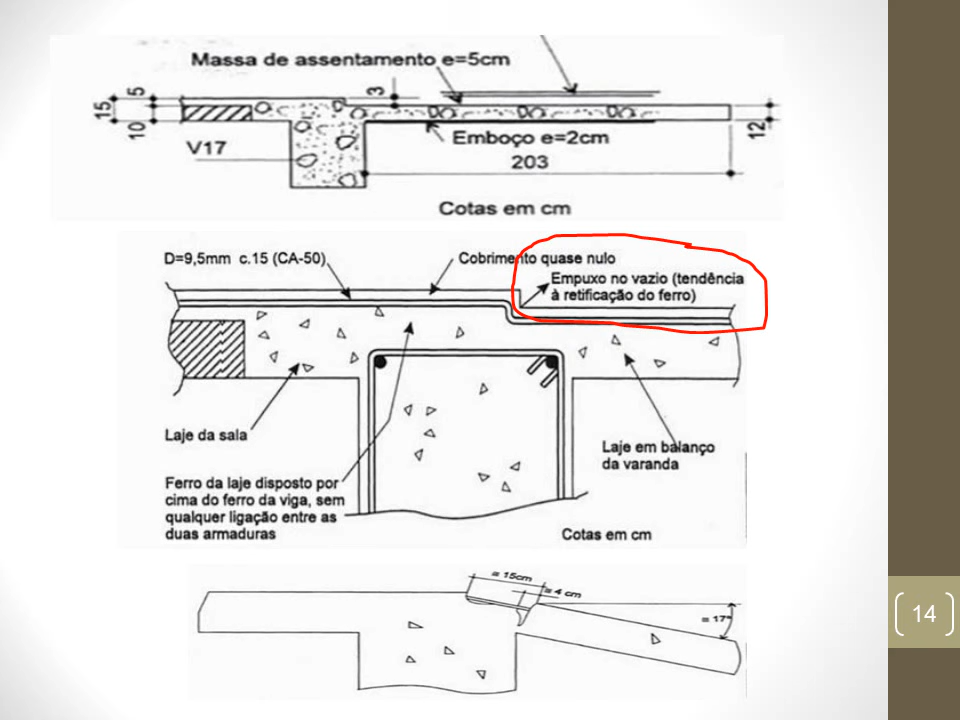 Massa de assentamento e=5cm
3
5
15
10
12
Emboço e=2cm
V17
203
Cotas em cm
D=9,5mm c.15 (CA-50)
Cobrimento quase nulo
Empuxo no vazio (tendência
à retificação do ferro)
Laje da sala
Laje em balanço
da varanda
Ferro da laje disposto por
cima do ferro da viga, sem
qualquer ligação entre as
duas armaduras
Cotas em cm
= 15cm
= 4 cm
= 17°
14